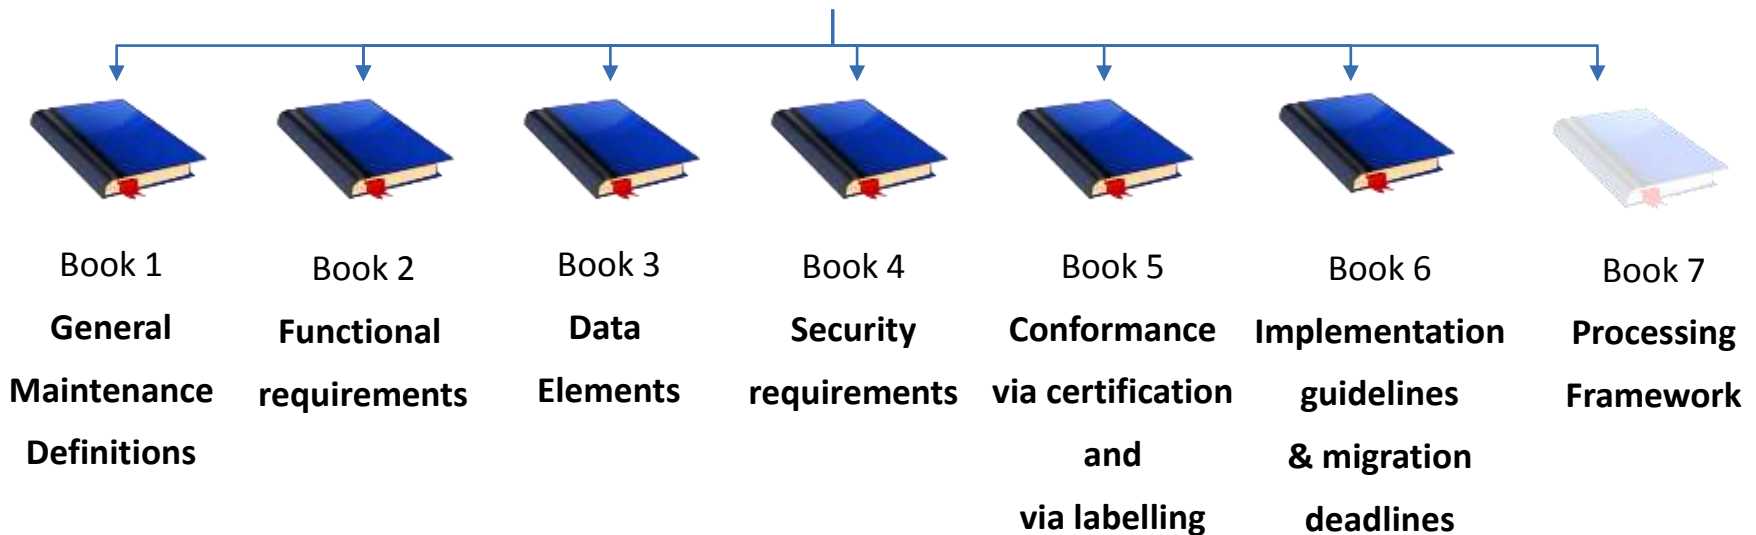 Book 1
General
Maintenance
Definitions
Book 2
Functional
requirements
Book 3
Data
Elements
Book 4
Security
requirements
Book 5
Conformance
via certification
and
via labelling
Book 6
Implementation
guidelines
& migration
deadlines
Book 7
Processing
Framework